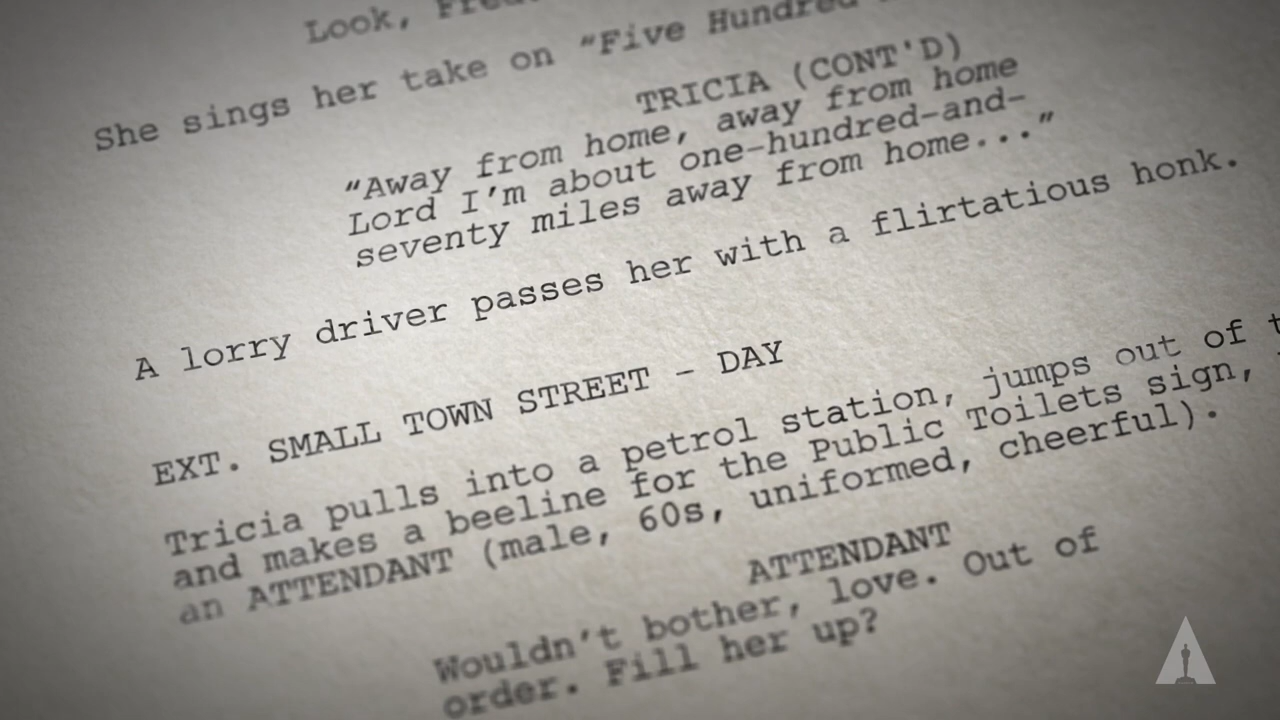 Look,
She sings her take on "Five Hundred
TRICIA (CONT'D)
"Away from home, away from home
Lord I'm about one-hundred-and-
seventy miles away from home..."
A lorry driver passes her with a flirtatious honk.
EXT. SMALL TOWN STREET - DAY
Tricia pulls into a petrol station, jumps out of
and makes a beeline for the Public Toilets sign,
an ATTENDANT (male, 60s, uniformed, cheerful).
ATTENDANT
Wouldn't bother, love. Out of
order. Fill her up?